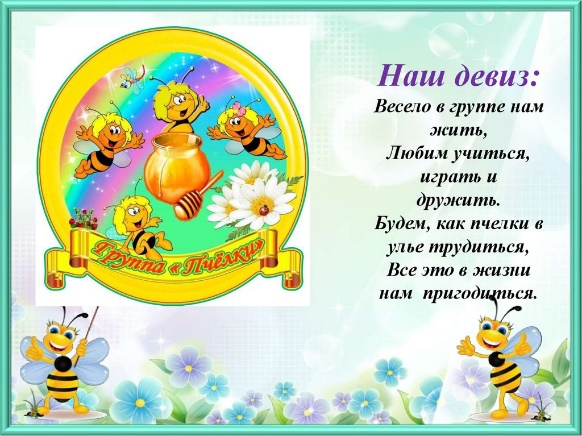 Группа «Пчёлки»
Наш девиз:
Весело в группе нам
жить,
Любим учиться,
играть и
дружить.
Будем, как пчелки в
улье трудиться,
Все это в жизни
нам пригодиться.